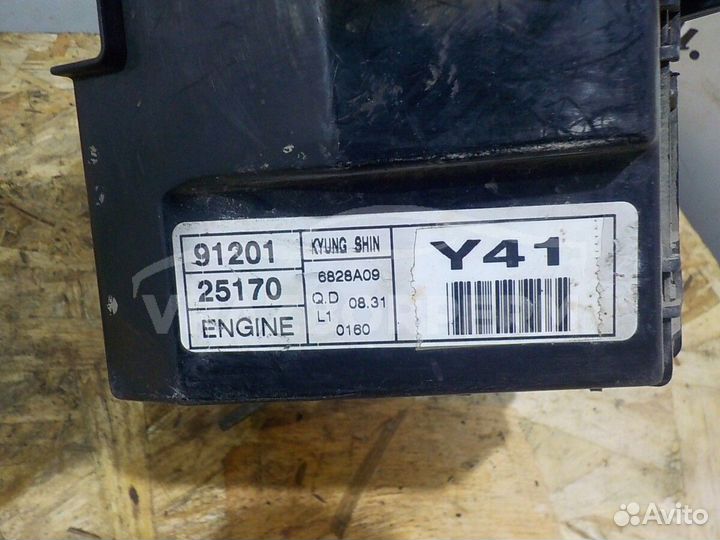 91201
25170
ENGINE
KYUNG SHIN
6828A09
Q.D 08.31
L1
0160
Y41
Avito